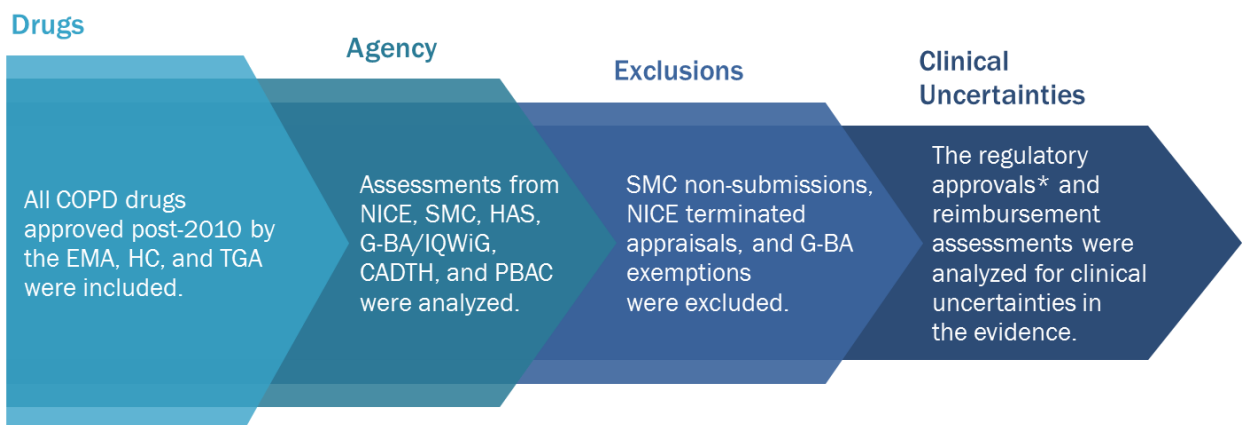 Drugs
All COPD drugs
approved post-2010 by
the EMA, HC, and TGA
were included.
Agency
Assessments from
NICE, SMC, HAS,
G-BA/IQWiG,
CADTH, and PBAC
were analyzed.
Exclusions
SMC non-submissions,
NICE terminated
appraisals, and G-BA
exemptions
were excluded.
Clinical
Uncertainties
The regulatory
approvals* and
reimbursement
assessments were
analyzed for clinical
uncertainties in
the evidence.